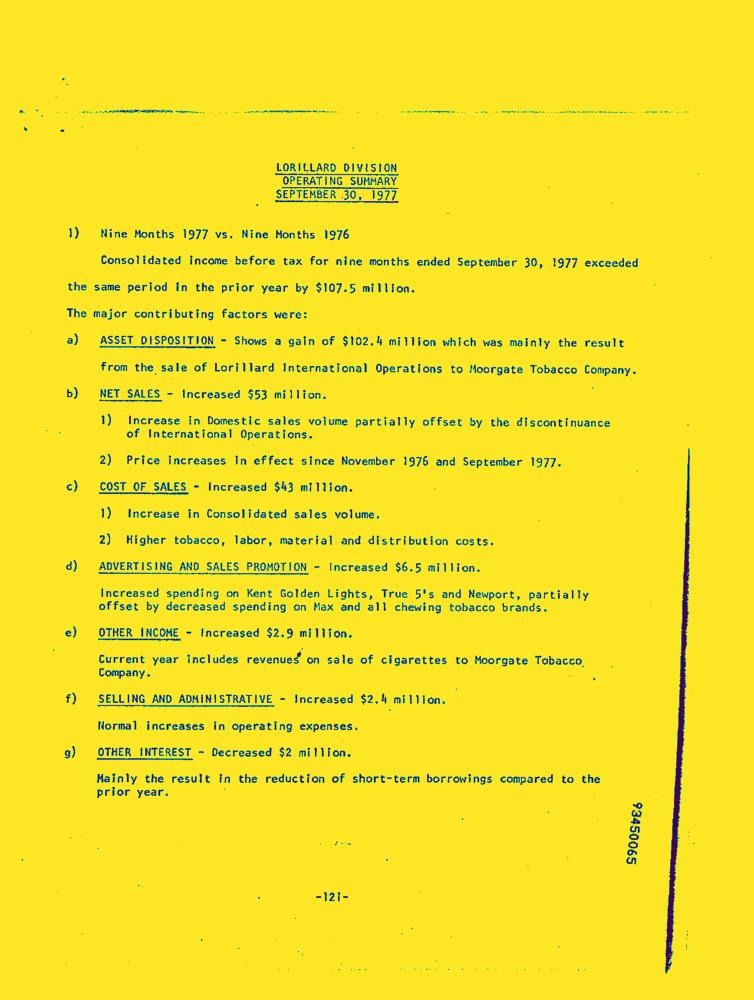 LORILLARD DIVISION
OPERATING SUMMARY
SEPTEMBER 30, 1977
1) Nine Months 1977 vs. Nine Months 1976
Consolidated income before tax for nine months ended September 30, 1977 exceeded
the same period in the prior year by $107.5 million.
The major contributing factors were:
a) ASSET DISPOSITION - Shows a gain of $102.4 million which was mainly the result
from the sale of Lorillard International Operations to Moorgate Tobacco Company.
b) NET SALES - Increased $53 million.
1) Increase in Domestic sales volume partially offset by the discontinuance
of International Operations.
2) Price increases in effect since November 1976 and September 1977.
c) COST OF SALES - Increased $43 million.
1) Increase in Consolidated sales volume.
2) Higher tobacco, labor, material and distribution costs.
d) ADVERTISING AND SALES PROMOTION - Increased $6.5 million.
Increased spending on Kent Golden Lights, True 5's and Newport, partially
offset by decreased spending on Max and all chewing tobacco brands.
e) OTHER INCOME - Increased $2.9 million.
Current year includes revenues on sale of cigarettes to Moorgate Tobacco
Company.
f) SELLING AND ADMINISTRATIVE - Increased $2.4 million.
Normal increases in operating expenses.
g) OTHER INTEREST - Decreased $2 million.
Mainly the result in the reduction of short-term borrowings compared to the
prior year.
93450065
-121-